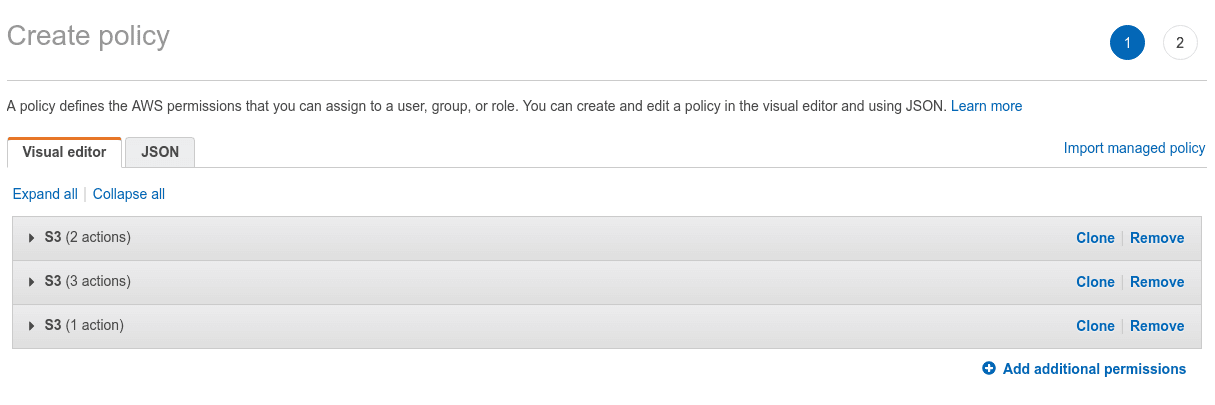 Create policy
1
2
A policy defines the AWS permissions that you can assign to a user, group, or role. You can create and edit a policy in the visual editor and using JSON. Learn more
Visual editor
JSON
Import managed policy
Expand all | Collapse all
S3 (2 actions)
Clone | Remove
S3 (3 actions)
Clone | Remove
S3 (1 action)
Clone | Remove
Add additional permissions